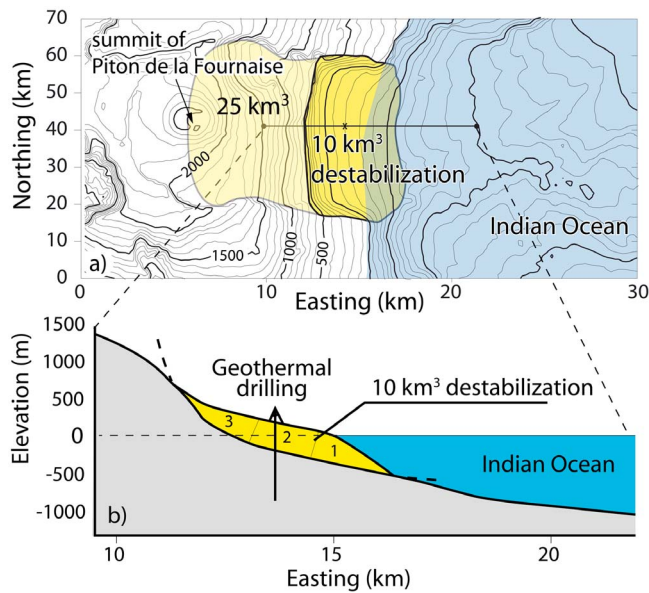 70
60
50
40
30
20
10
0
Northing (km)
summit of
Piton de la Fournaise
25 km³
10 km³
destabilization
2000
1500
1000
500
Indian Ocean
a)
0
10
20
30
Easting (km)
1500
1000
500
0
-500
-1000
Elevation (m)
Geothermal
drilling
10 km³ destabilization
3
2
1
Indian Ocean
b)
10
15
20
Easting (km)